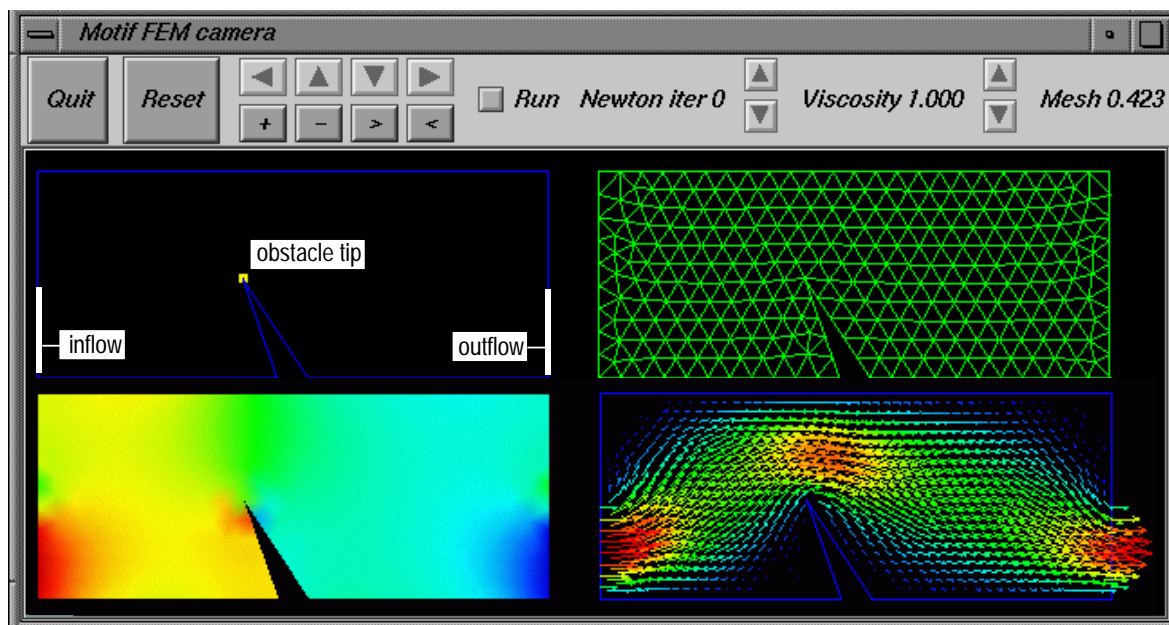 Motif FEM camera
Quit Reset Run Newton iter 0 Viscosity 1.000 Mesh 0.423
+ - > <
obstacle tip
inflow outflow